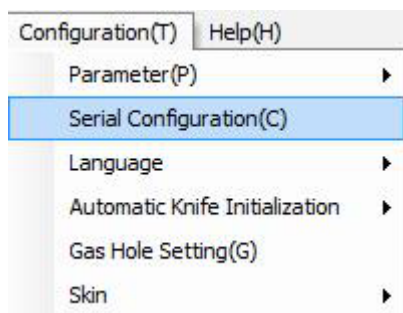 Configuration(T) Help(H)
Parameter(P)
Serial Configuration(C)
Language
Automatic Knife Initialization
Gas Hole Setting(G)
Skin